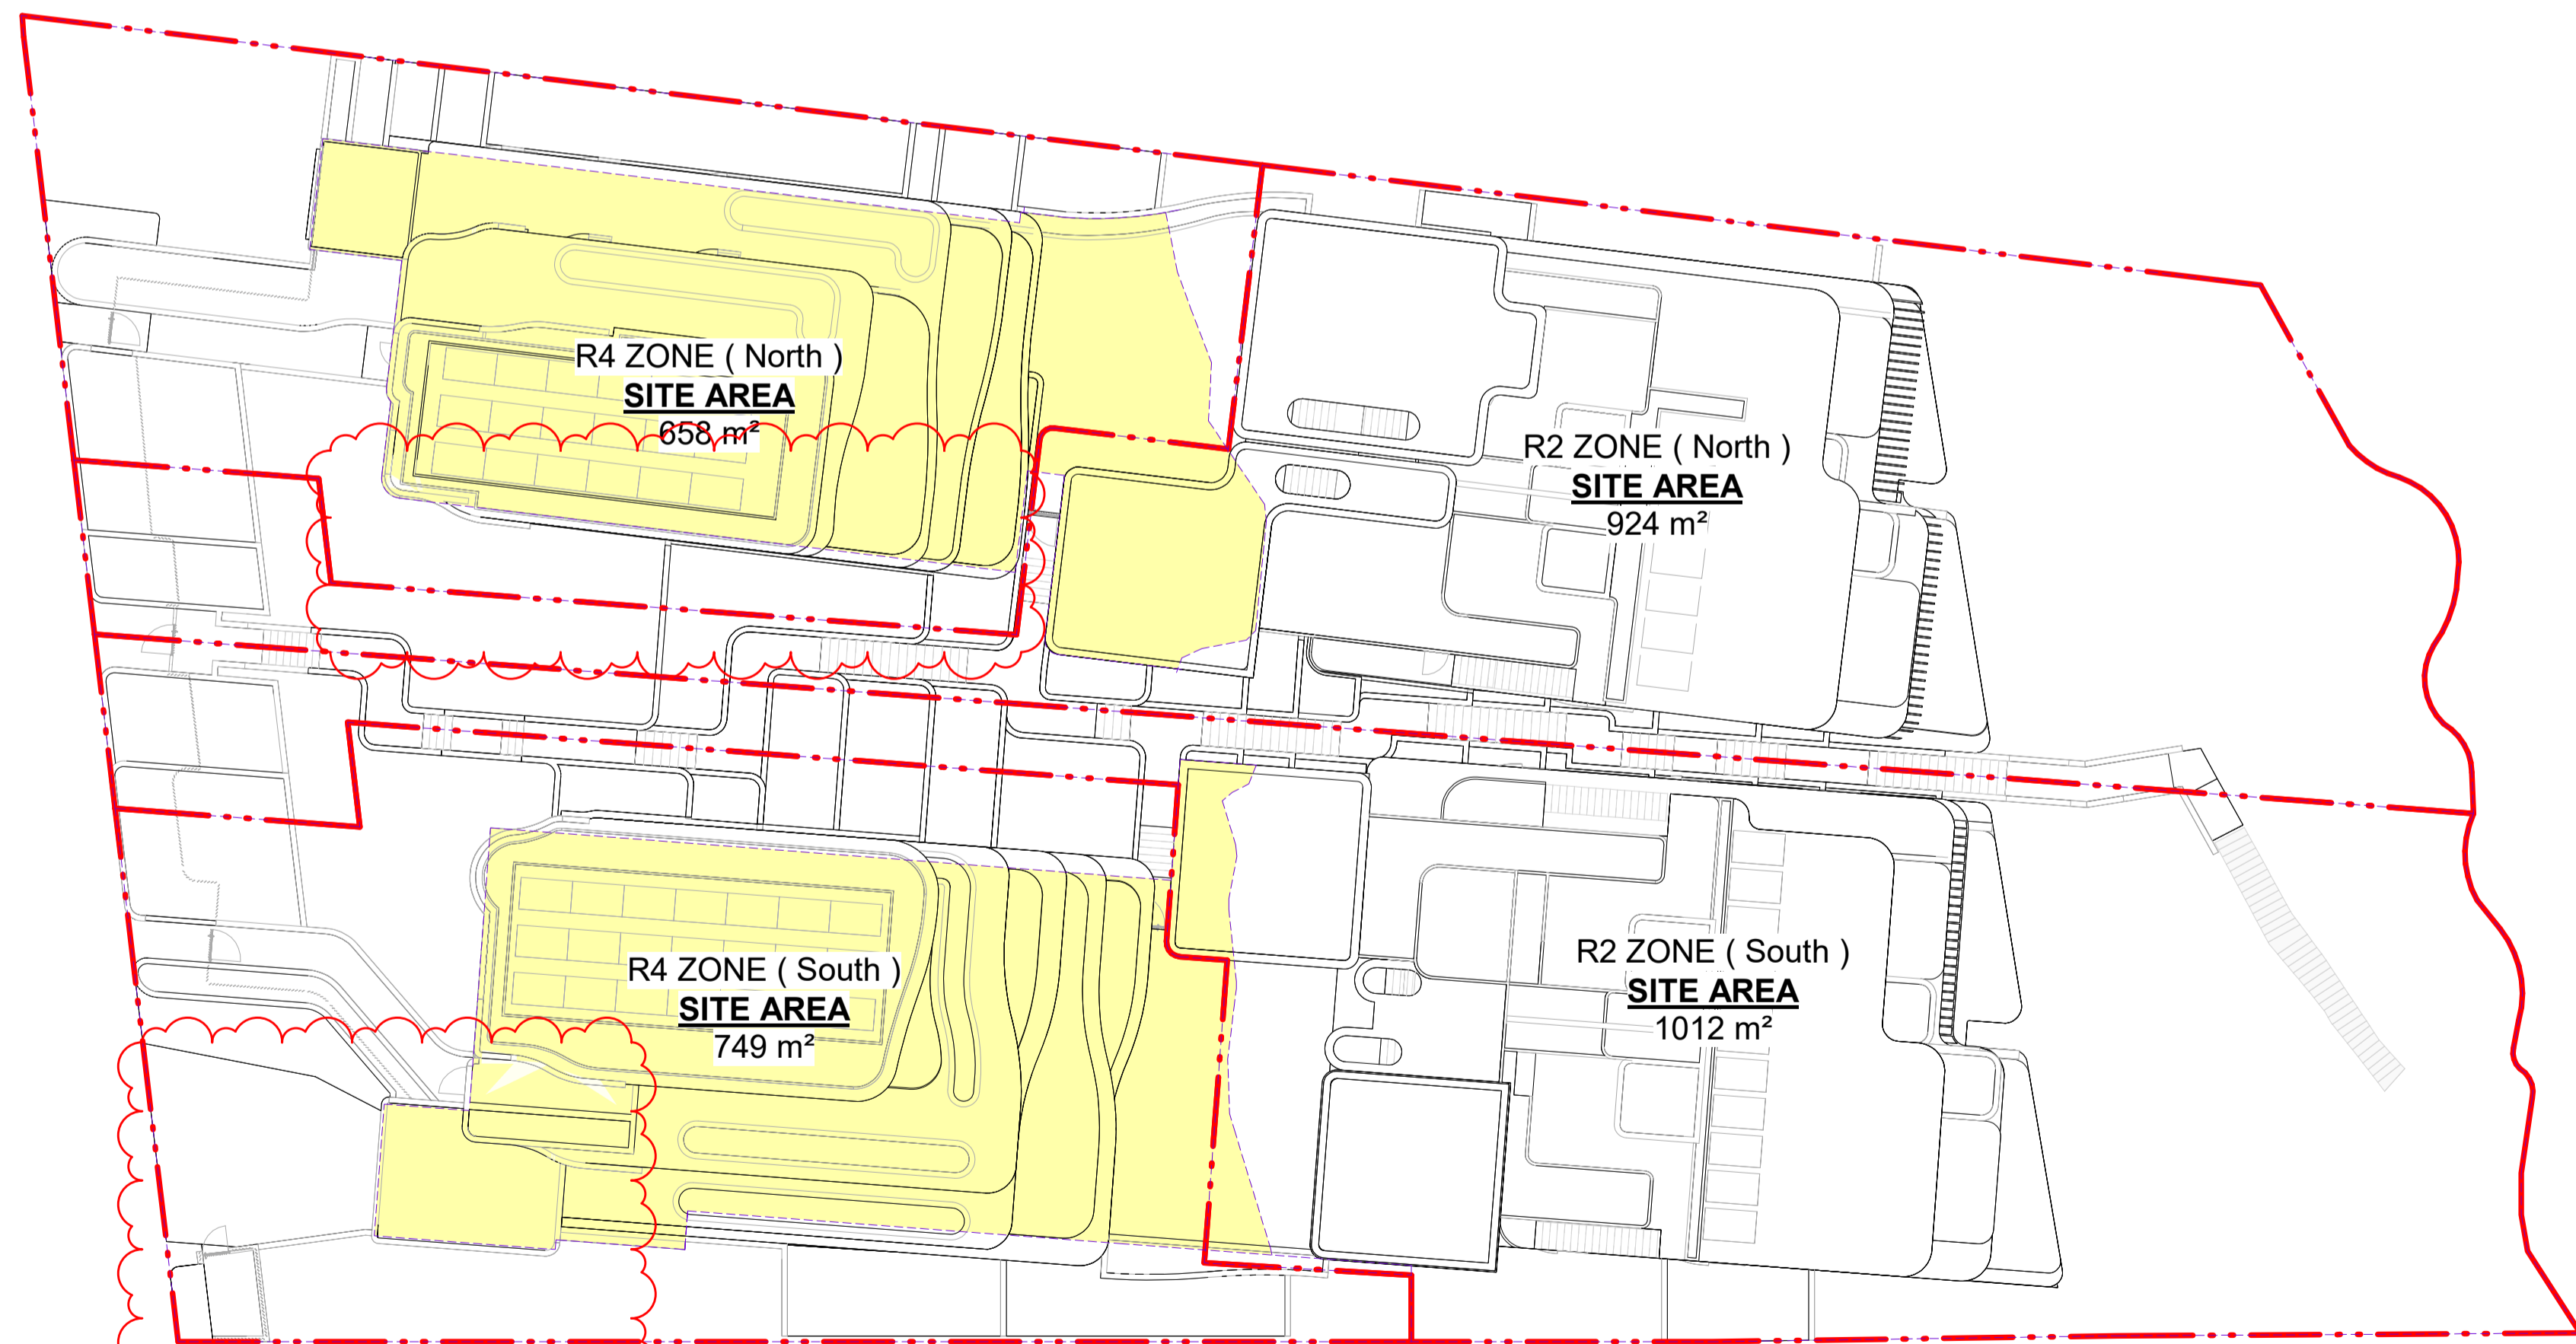 R4 ZONE ( North )
SITE AREA
658 m²
R2 ZONE ( North )
SITE AREA
924 m²
R4 ZONE ( South )
SITE AREA
749 m²
R2 ZONE ( South )
SITE AREA
1012 m²